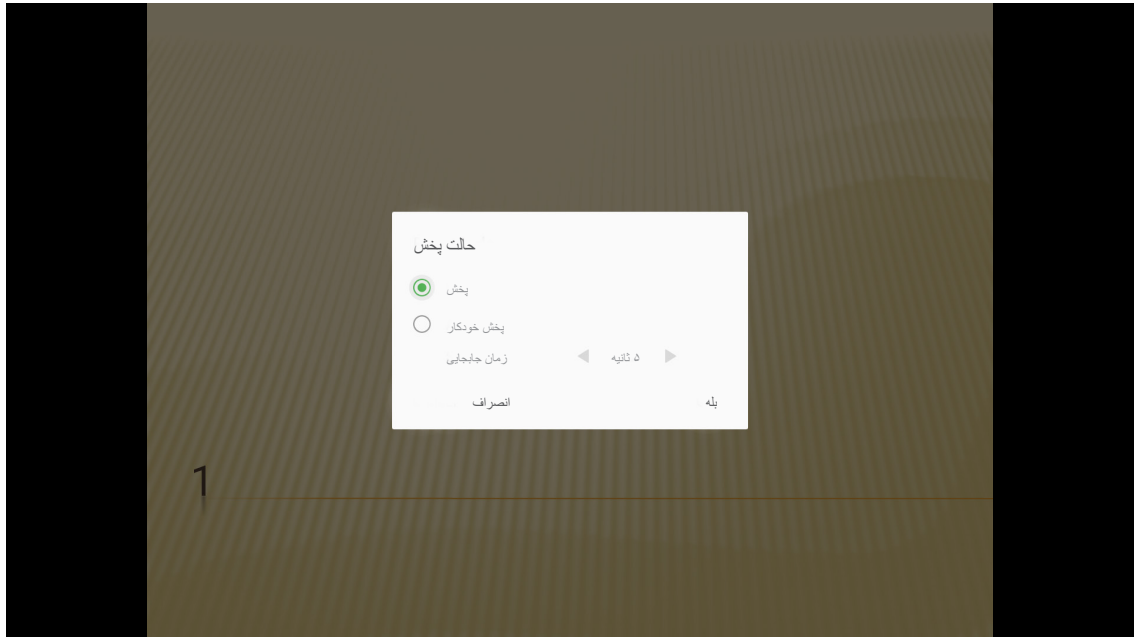 حالت پخش
پخش
پخش خودکار
زمان جابجایی ۵ ثانیه
انصراف بله
1